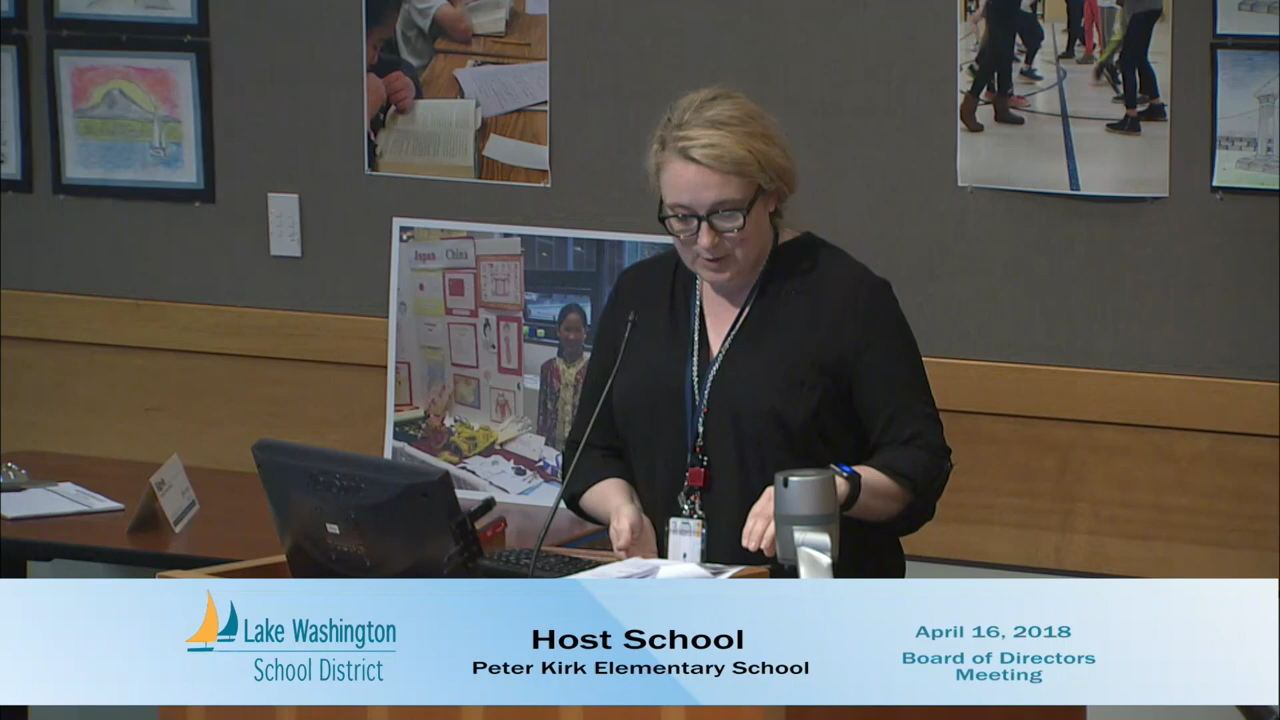 Japan China
Lake Washington
School District
Host School
Peter Kirk Elementary School
April 16, 2018
Board of Directors
Meeting